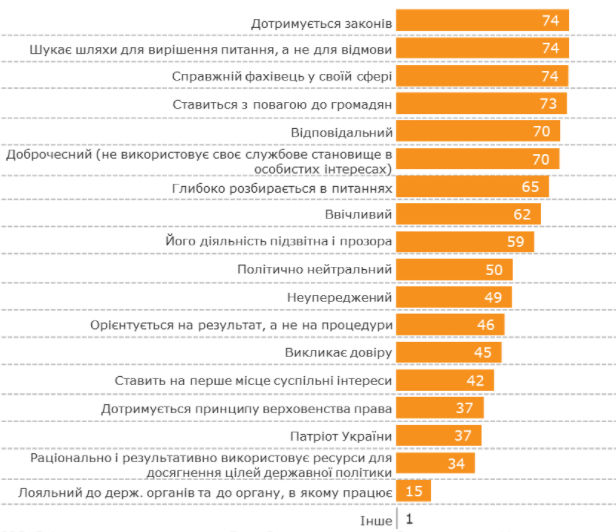 Дотримується законів 74
Шукає шляхи для вирішення питання, а не для відмови 74
Справжній фахівець у своїй сфері 74
Ставиться з повагою до громадян 73
Відповідальний 70
Доброчесний (не використовує своє службове становище в
особистих інтересах) 70
Глибоко розбирається в питаннях 65
Ввічливий 62
Його діяльність підзвітна і прозора 59
Політично нейтральний 50
Неупереджений 49
Орієнтується на результат, а не на процедури 46
Викликає довіру 45
Ставить на перше місце суспільні інтереси 42
Дотримується принципу верховенства права 37
Патріот України 37
Раціонально і результативно використовує ресурси для
досягнення цілей державної політики 34
Лояльний до держ. органів та до органу, в якому працює 15
Інше 1